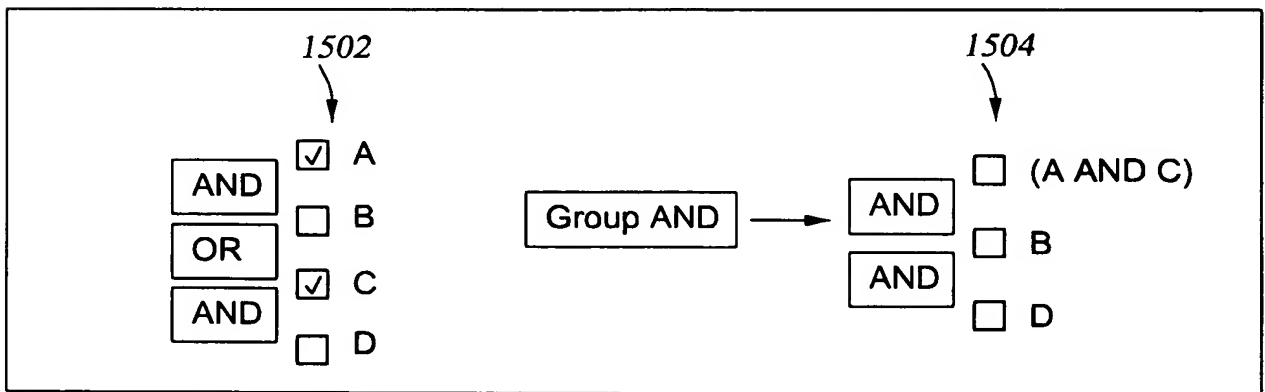 1502
1504
A
AND
B
OR
C
AND
D
Group AND
(A AND C)
AND
B
AND
D